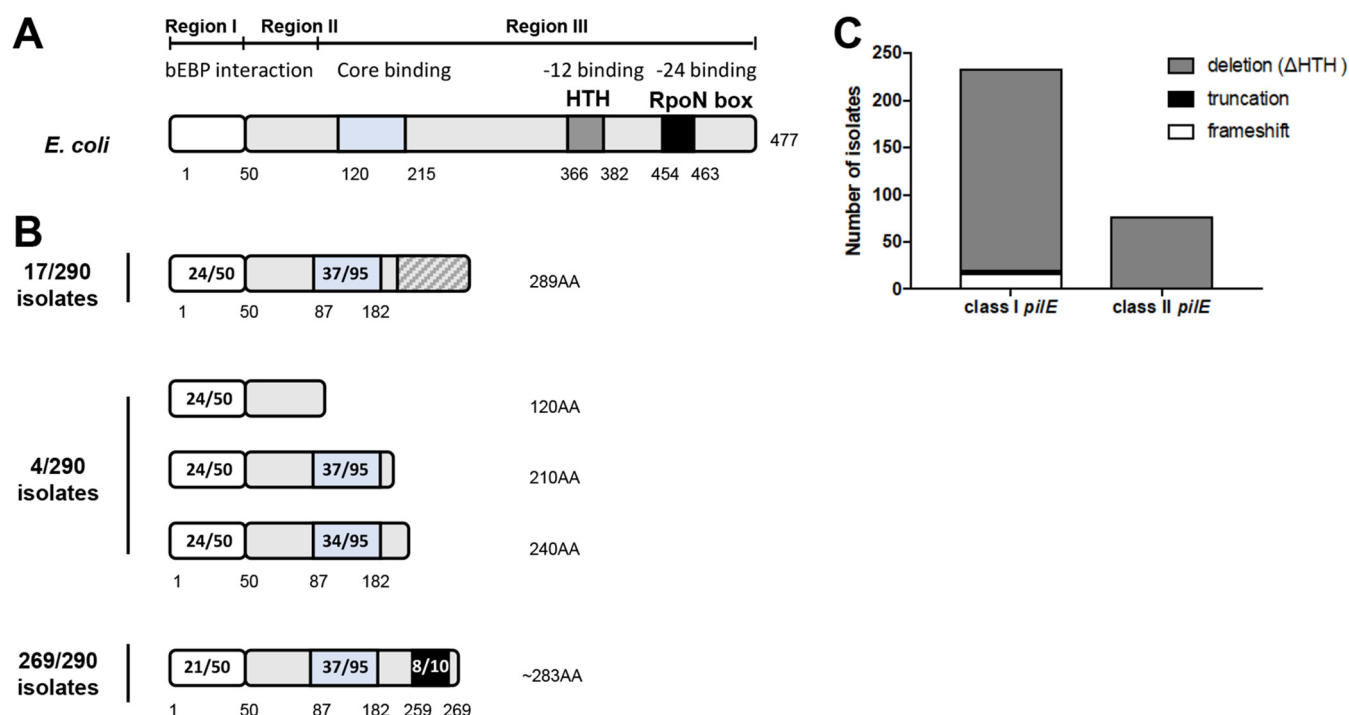 A
Region I Region II Region III
bEBP interaction Core binding -12 binding -24 binding
HTH RpoN box
E. coli
477
1 50 120 215 366 382 454 463
B
17/290
isolates
24/50 37/95
289AA
1 50 87 182
4/290
isolates
24/50
120AA
24/50 37/95
210AA
24/50 34/95
240AA
1 50 87 182
269/290
isolates
21/50 37/95 8/10
~283AA
1 50 87 182 259 269
C
Number of isolates
250
200
150
100
50
0
class I pilE class II pilE
deletion (ΔHTH )
truncation
frameshift